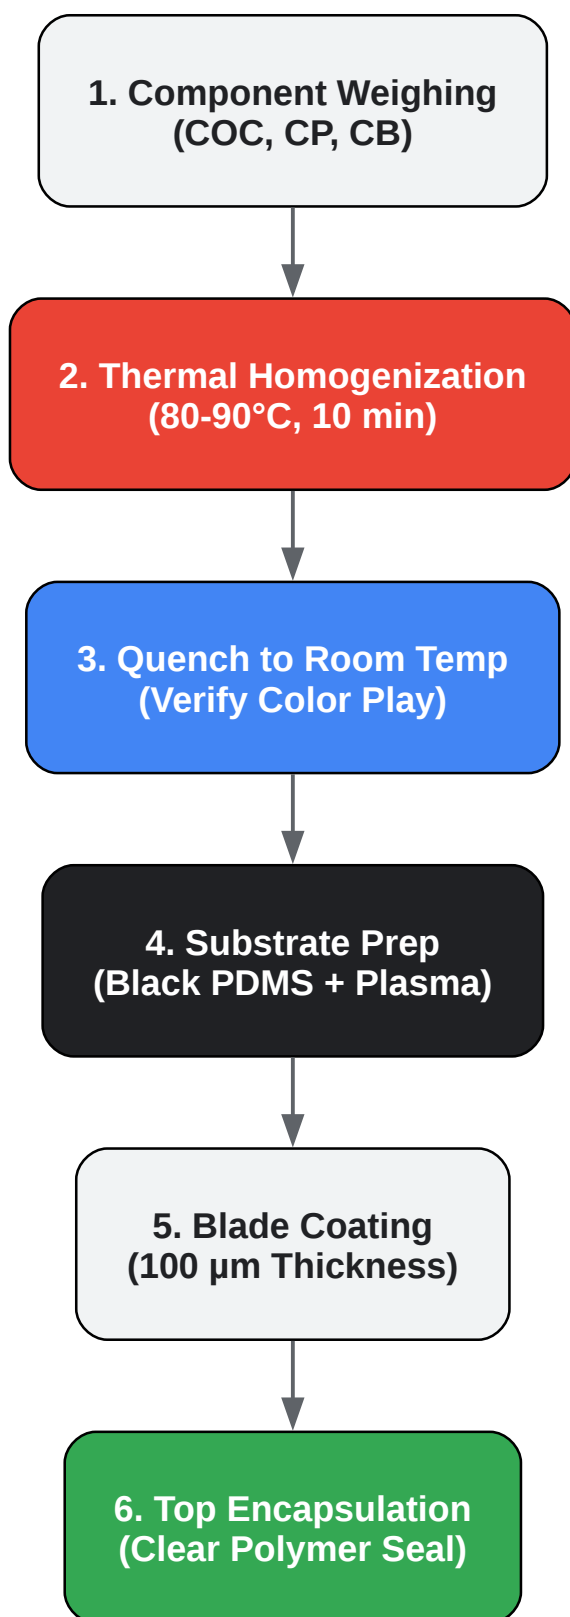 1. Component Weighing
(COC, CP, CB)
2. Thermal Homogenization
(80-90°C, 10 min)
3. Quench to Room Temp
(Verify Color Play)
4. Substrate Prep
(Black PDMS + Plasma)
5. Blade Coating
(100 µm Thickness)
6. Top Encapsulation
(Clear Polymer Seal)